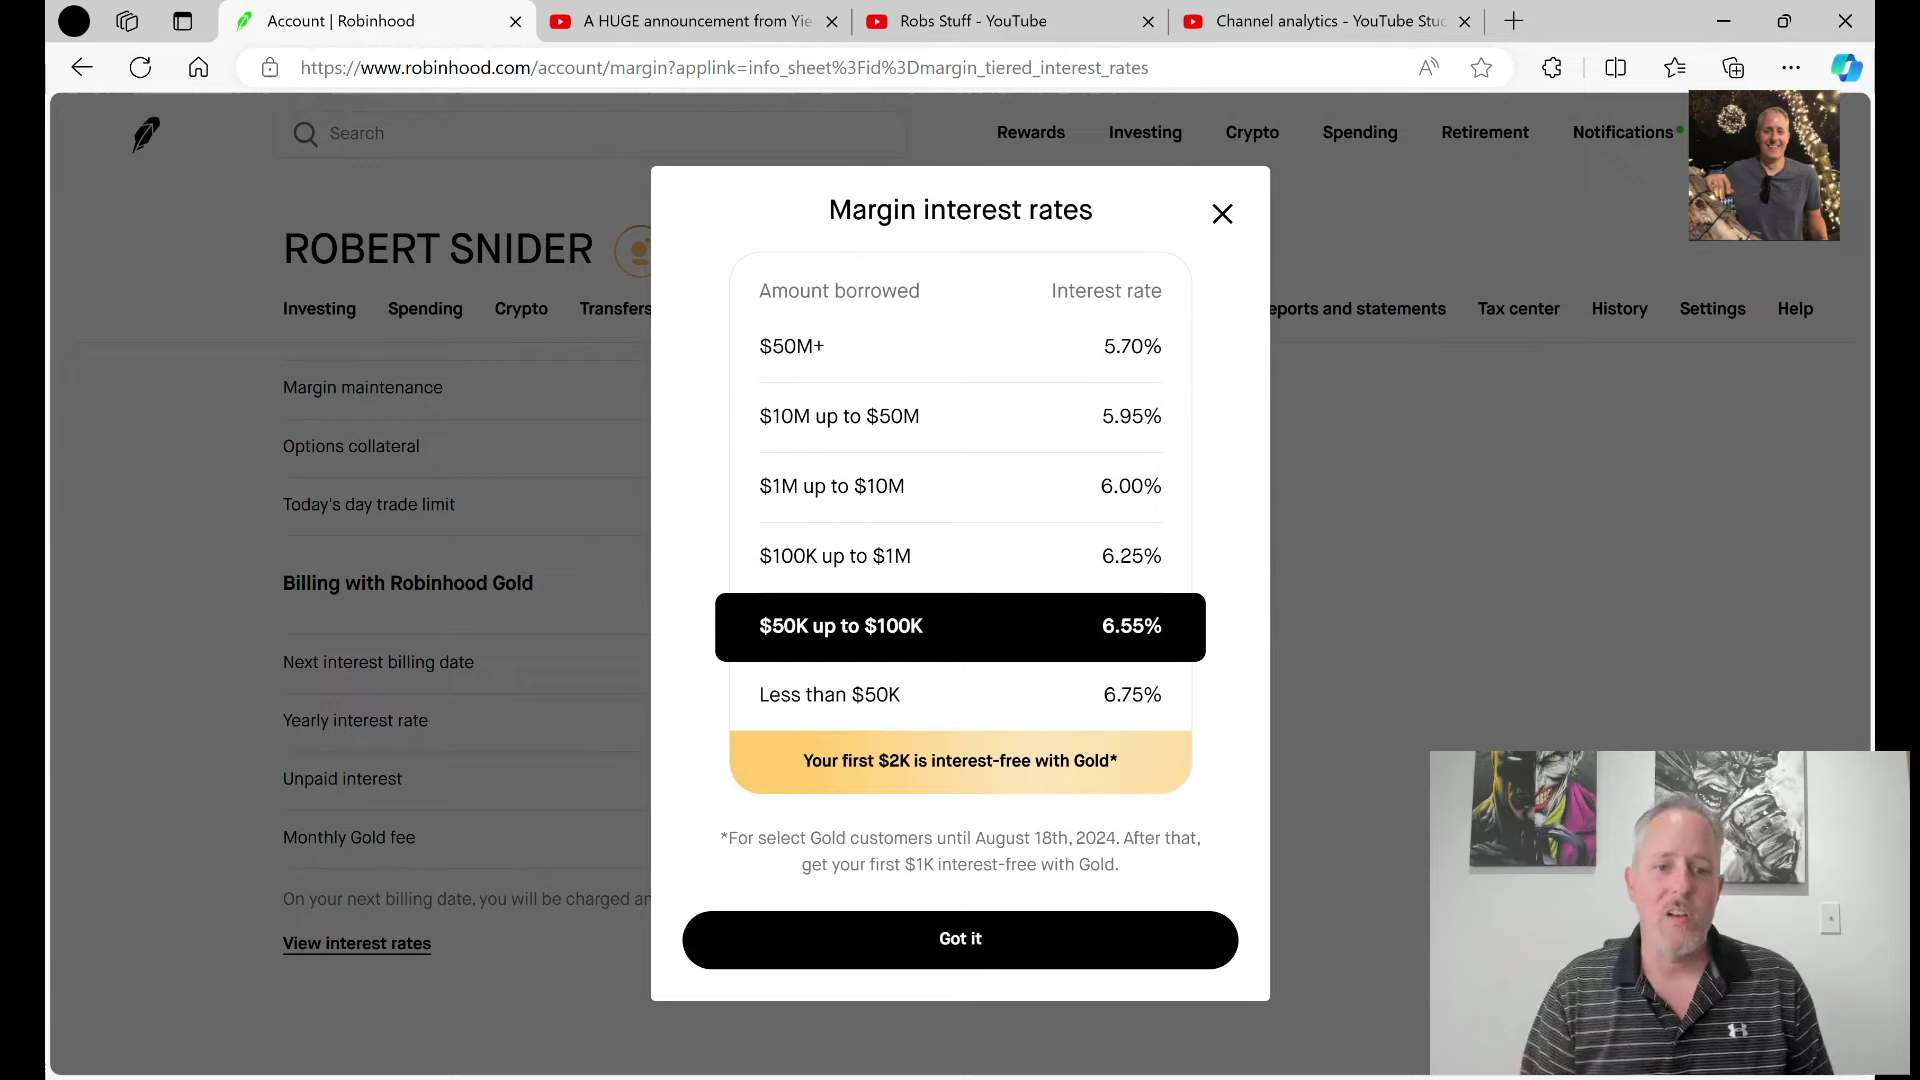 Account | Robinhood
A HUGE announcement from Yie
Robs Stuff - YouTube
Channel analytics - YouTube Stud
https://www.robinhood.com/account/margin?applink=info_sheet%3Fid%3Dmargin_tiered_interest_rates
Search
Rewards
Investing
Crypto
Spending
Retirement
Notifications
ROBERT SNIDER
Investing
Spending
Crypto
Transfers
eports and statements
Tax center
History
Settings
Help
Margin maintenance
Options collateral
Today's day trade limit
Billing with Robinhood Gold
Next interest billing date
Yearly interest rate
Unpaid interest
Monthly Gold fee
On your next billing date, you will be charged an
View interest rates
Margin interest rates
Amount borrowed Interest rate
$50M+ 5.70%
$10M up to $50M 5.95%
$1M up to $10M 6.00%
$100K up to $1M 6.25%
$50K up to $100K 6.55%
Less than $50K 6.75%
Your first $2K is interest-free with Gold*
*For select Gold customers until August 18th, 2024. After that,
get your first $1K interest-free with Gold.
Got it